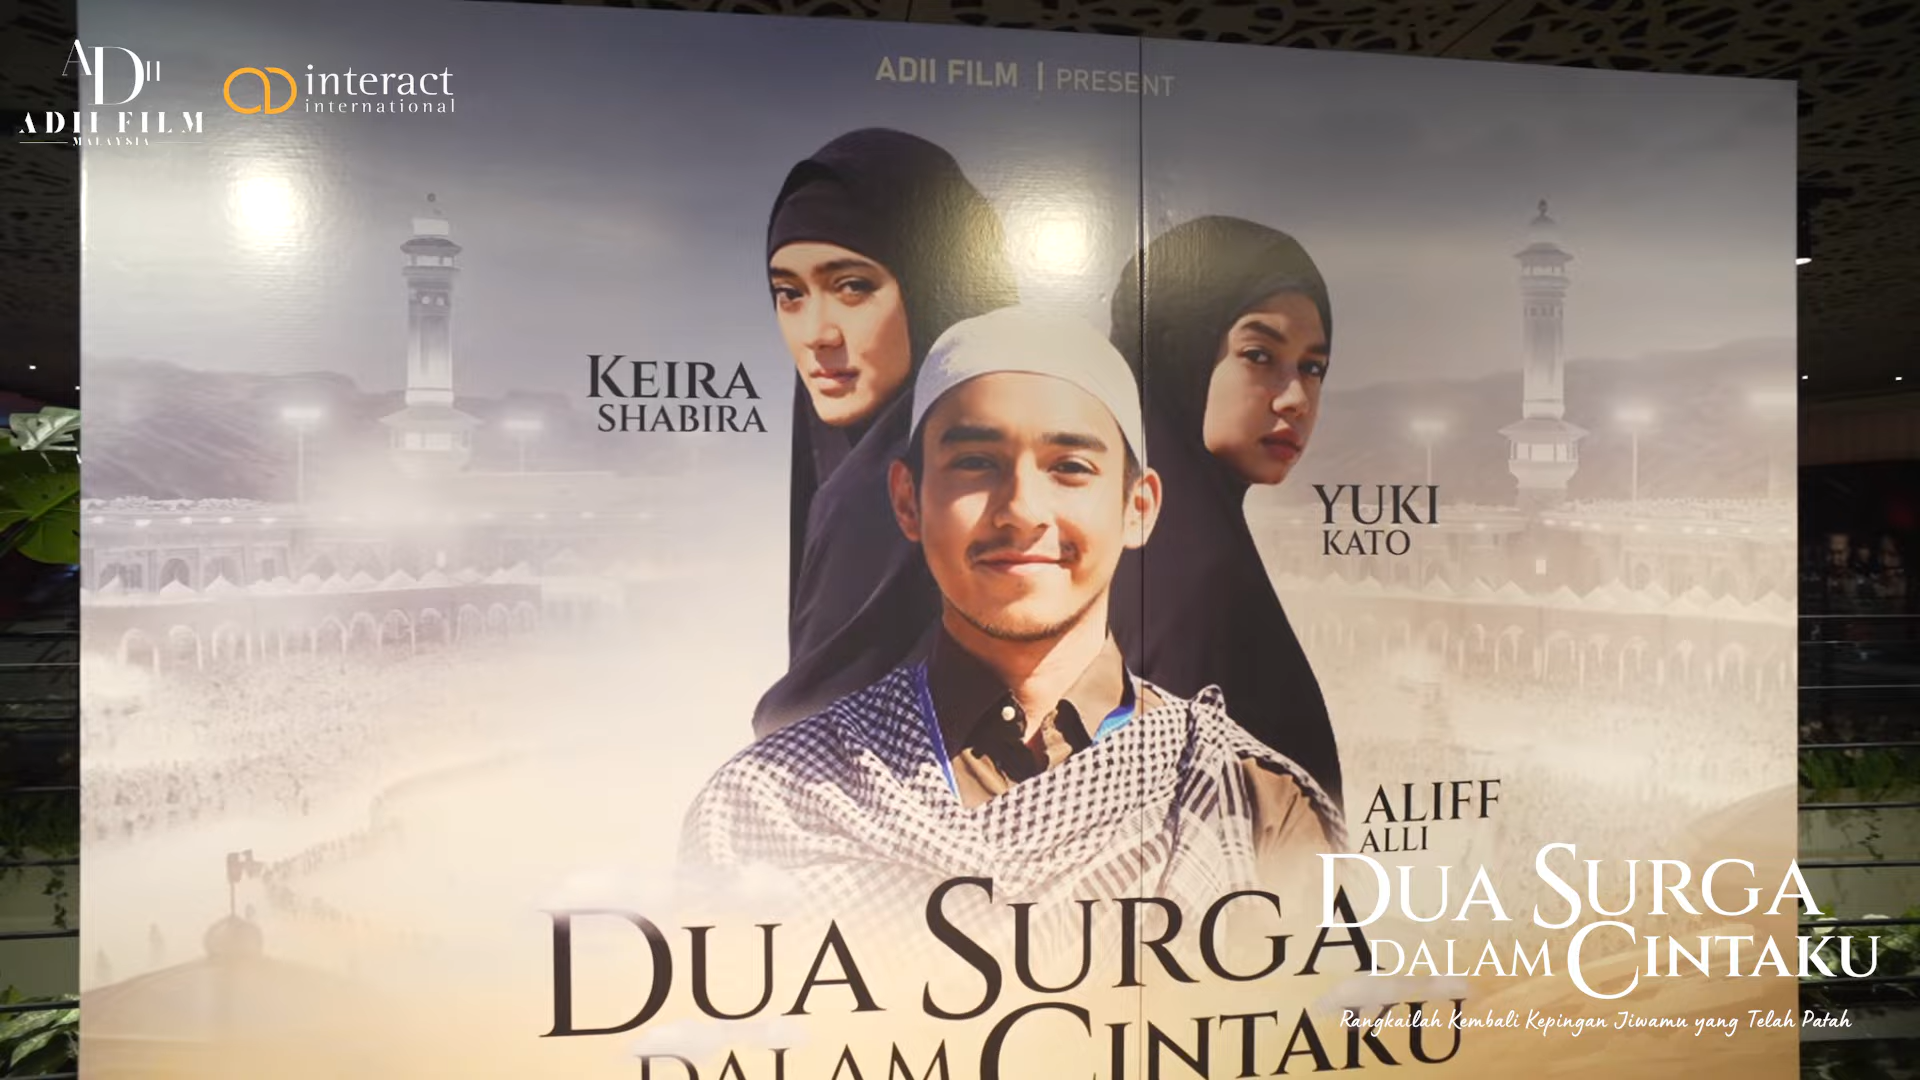 ADII
ADII FILM
MALAYSIA
interact
international
ADII FILM | PRESENT
KEIRA
SHABIRA
YUKI
KATO
ALIFF
ALLI
DUA SURGA
DALAM CINTAKU
DUA SURGA
DALAM CINTAKU
Rangkailah Kembali Kepingan Jiwamu yang Telah Patah